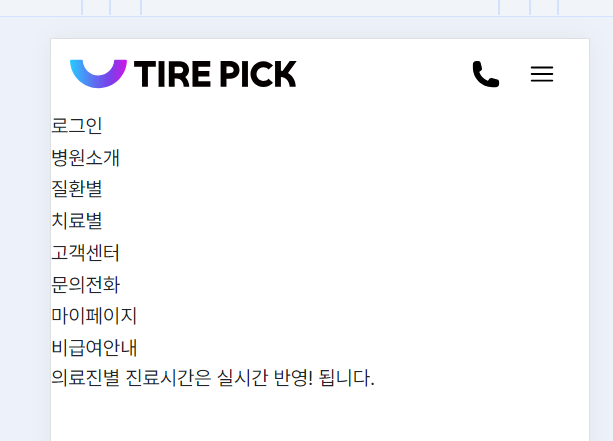 TIRE PICK
로그인
병원소개
질환별
치료별
고객센터
문의전화
마이페이지
비급여안내
의료진별 진료시간은 실시간 반영! 됩니다.